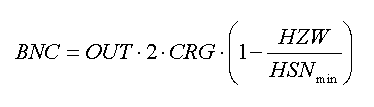 BNC = OUT · 2 · CRG · (1 − HZW / HSN_min)